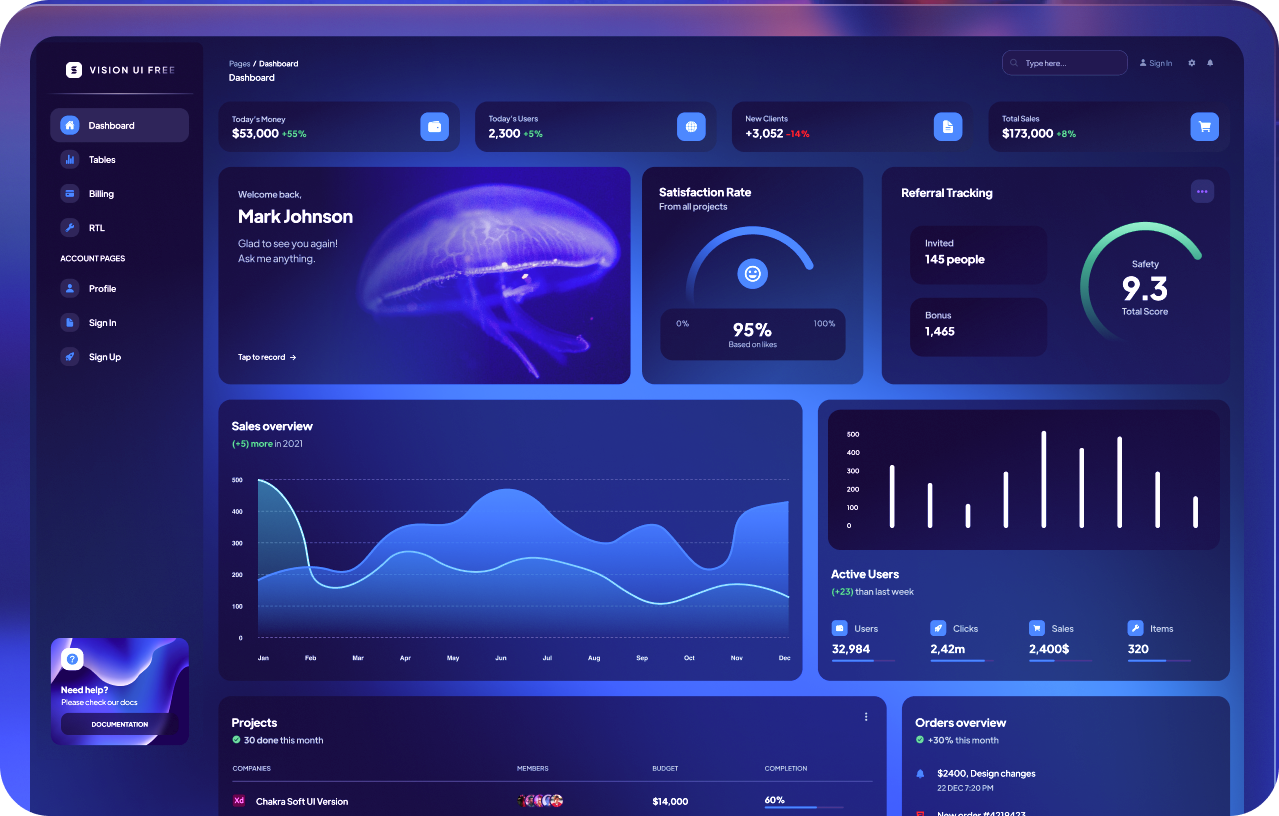 VISION UI FREE
Dashboard
Tables
Billing
RTL
ACCOUNT PAGES
Profile
Sign In
Sign Up
?
Need help?
Please check our docs
DOCUMENTATION
Pages / Dashboard
Dashboard
Type here...
Sign In
Today's Money
$53,000 +55%
Today's Users
2,300 +5%
New Clients
+3,052 -14%
Total Sales
$173,000 +8%
Welcome back,
Mark Johnson
Glad to see you again!
Ask me anything.
Tap to record →
Satisfaction Rate
From all projects
0% 95% 100%
Based on likes
Referral Tracking
Invited
145 people
Bonus
1,465
Safety
9.3
Total Score
Sales overview
(+5) more in 2021
500
400
300
200
100
0
Jan Feb Mar Apr May Jun Jul Aug Sep Oct Nov Dec
500
400
300
200
100
0
Active Users
(+23) than last week
Users Clicks Sales Items
32,984 2,42m 2,400$ 320
Projects
30 done this month
COMPANIES MEMBERS BUDGET COMPLETION
Xd Chakra Soft UI Version $14,000 60%
Orders overview
+30% this month
$2400, Design changes
22 DEC 7:20 PM
New order #4219423